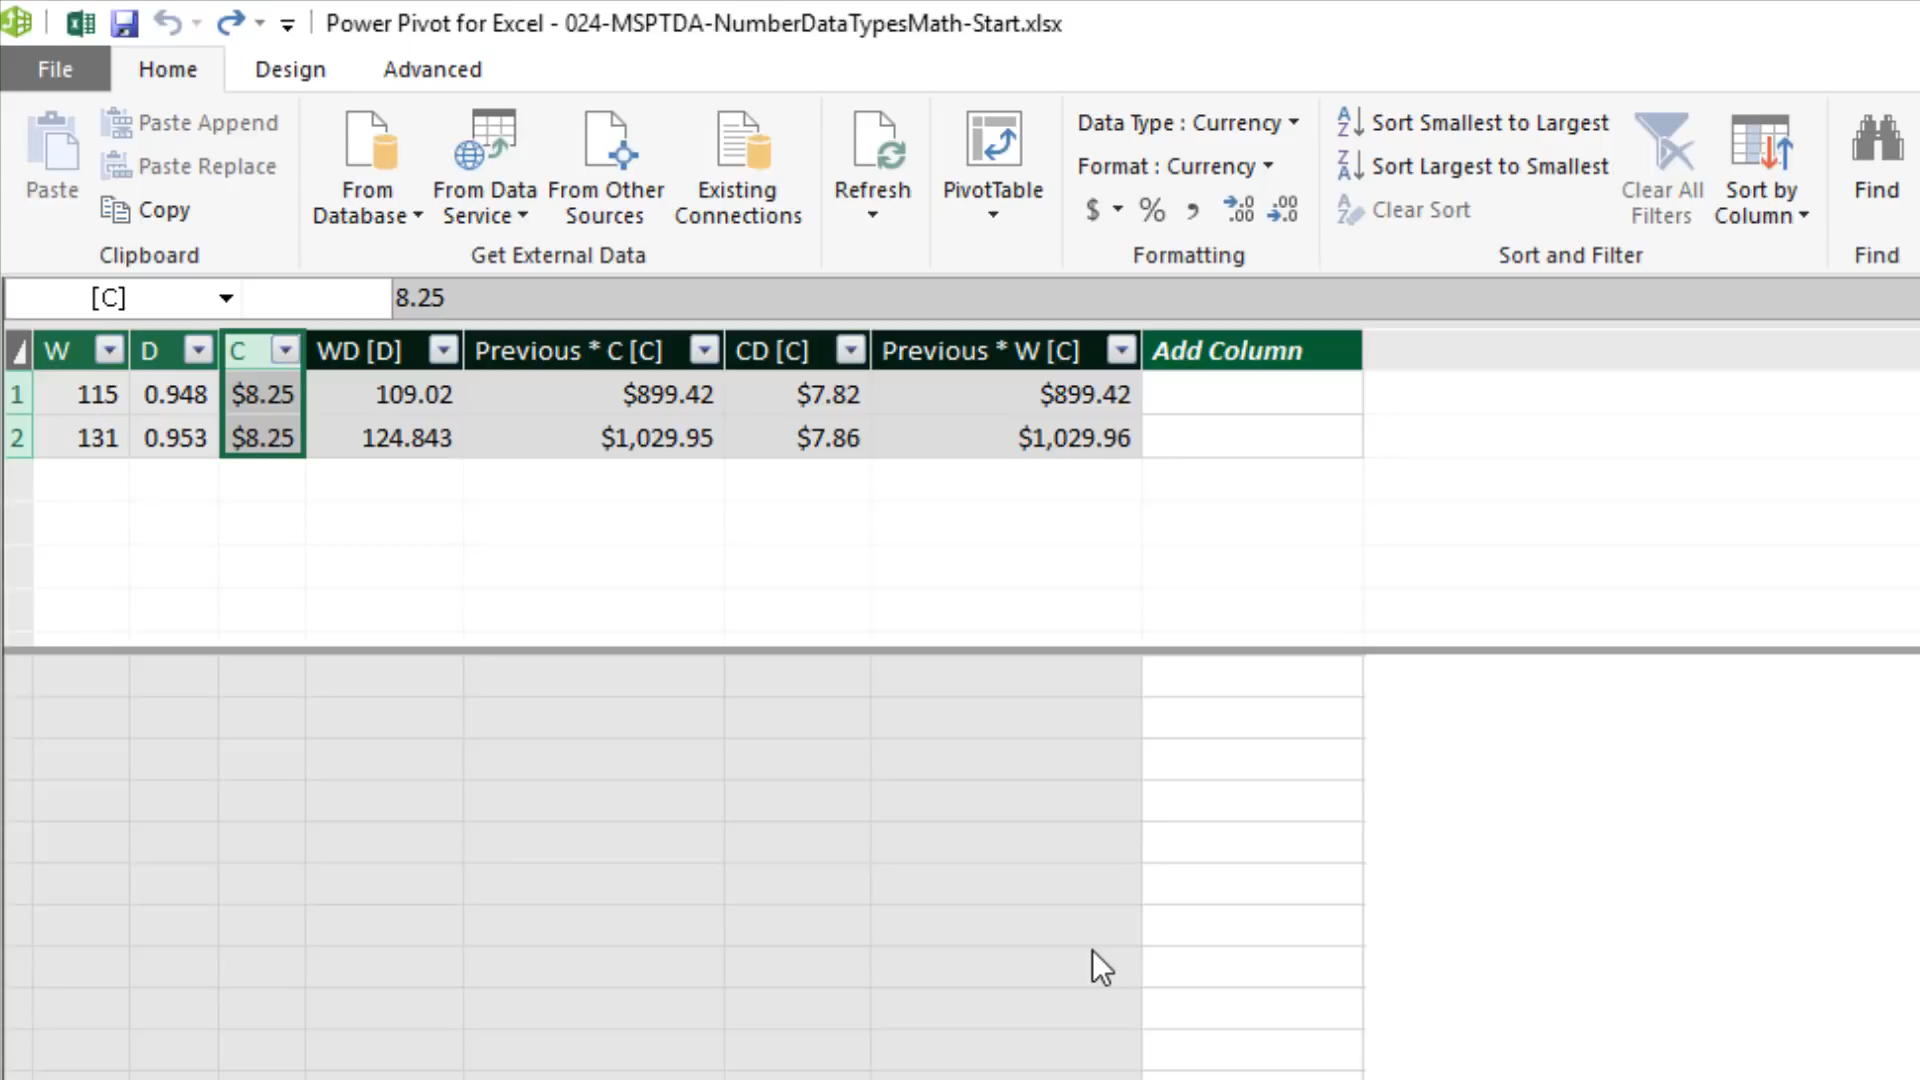 Power Pivot for Excel - 024-MSPTDA-NumberDataTypesMath-Start.xlsx
File Home Design Advanced
Paste
Paste Append
Paste Replace
Copy
Clipboard
From Database
From Data Service
From Other Sources
Existing Connections
Get External Data
Refresh
PivotTable
Data Type : Currency
Format : Currency
$ % , .00 .00
Formatting
Sort Smallest to Largest
Sort Largest to Smallest
Clear Sort
Clear All Filters
Sort by Column
Sort and Filter
Find
Find
[C] 8.25
W D C WD [D] Previous * C [C] CD [C] Previous * W [C] Add Column
1 115 0.948 $8.25 109.02 $899.42 $7.82 $899.42
2 131 0.953 $8.25 124.843 $1,029.95 $7.86 $1,029.96